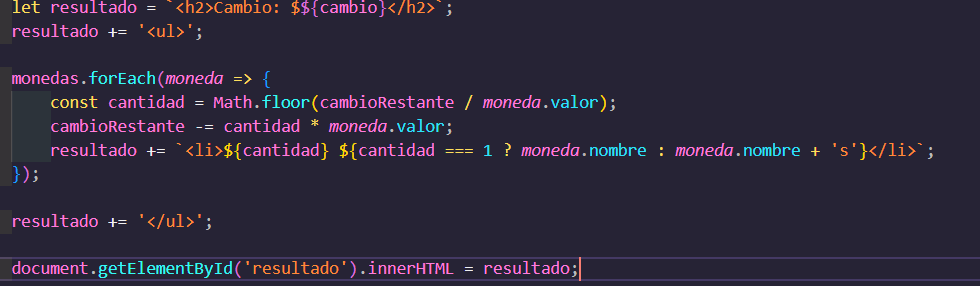 let resultado = `<h2>Cambio: $${cambio}</h2>`;
resultado += '<ul>';
monedas.forEach(moneda => {
    const cantidad = Math.floor(cambioRestante / moneda.valor);
    cambioRestante -= cantidad * moneda.valor;
    resultado += `<li>${cantidad} ${cantidad === 1 ? moneda.nombre : moneda.nombre + 's'}</li>`;
});
resultado += '</ul>';
document.getElementById('resultado').innerHTML = resultado;